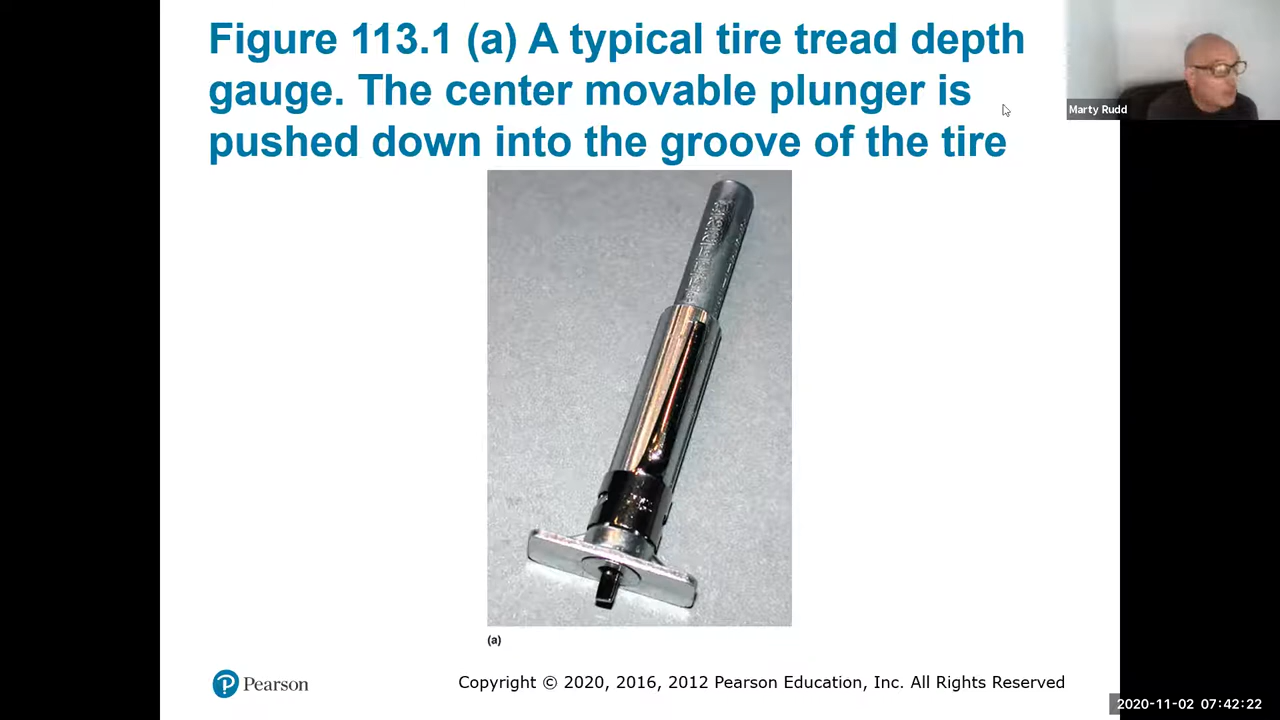 Figure 113.1 (a) A typical tire tread depth
gauge. The center movable plunger is
pushed down into the groove of the tire
Marty Rudd
(a)
Pearson
Copyright © 2020, 2016, 2012 Pearson Education, Inc. All Rights Reserved
2020-11-02 07:42:22